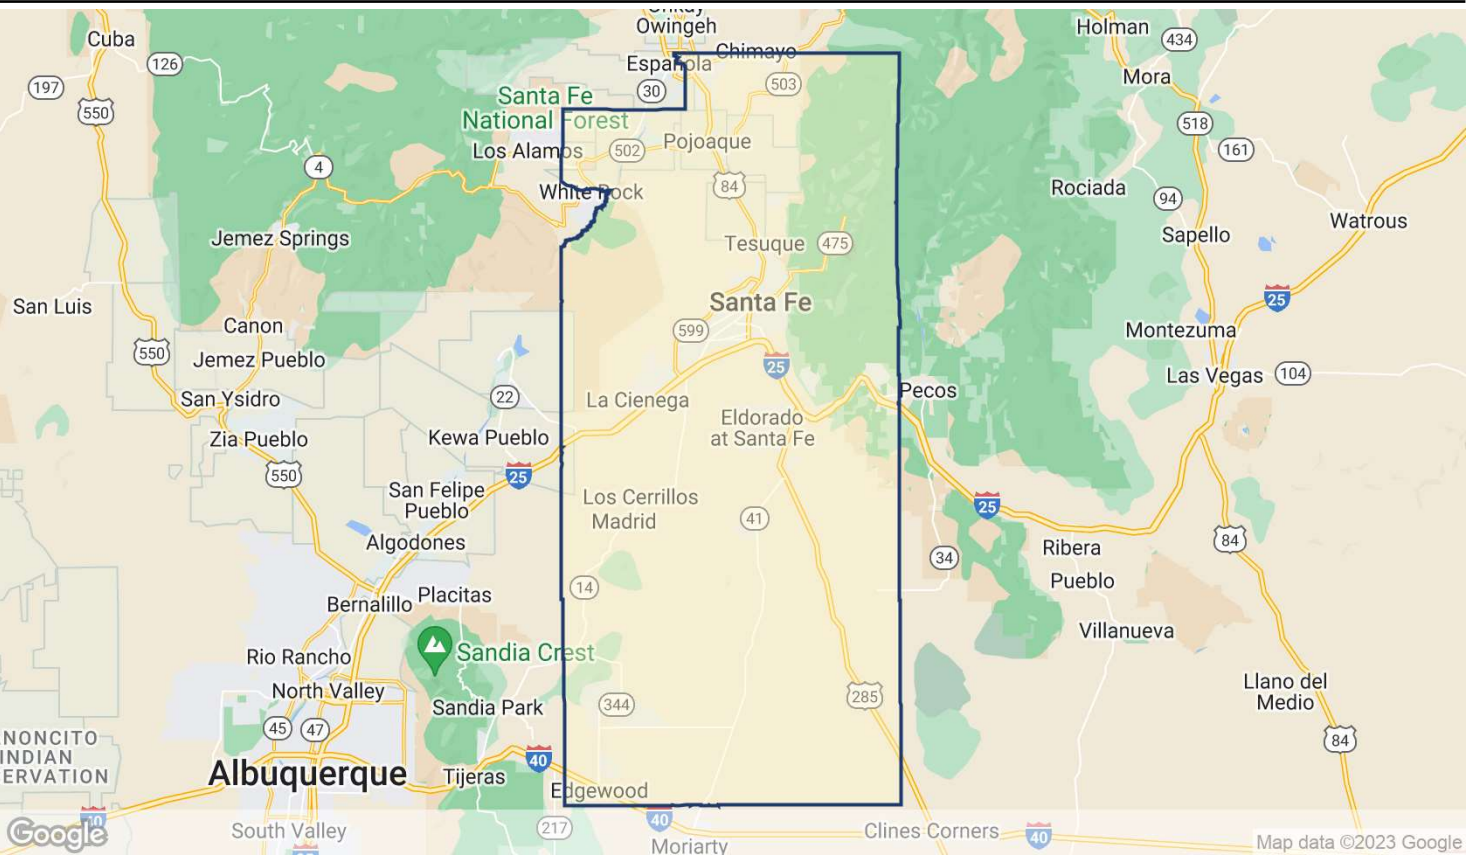 Ohkay
Owingeh
Holman
Cuba
434
Chimayo
126
Española
Mora
197
503
30
Santa Fe
National Forest
550
518
Los Alamos
502
Pojoaque
161
4
White Rock
84
Rociada
94
Watrous
Jemez Springs
Tesuque
475
Sapello
San Luis
Santa Fe
25
Canon
599
Montezuma
550
Jemez Pueblo
25
Las Vegas
104
San Ysidro
22
La Cienega
Pecos
Zia Pueblo
Kewa Pueblo
Eldorado
at Santa Fe
550
25
San Felipe
Pueblo
Los Cerrillos
Madrid
41
25
Algodones
84
34
Ribera
Pueblo
14
Placitas
Bernalillo
Villanueva
Rio Rancho
Sandia Crest
North Valley
Llano del
Medio
Sandia Park
344
285
45
47
NONCITO
INDIAN
ERVATION
84
40
Albuquerque
Tijeras
Edgewood
40
Google
South Valley
217
40
Clines Corners
40
Moriarty
Map data ©2023 Google